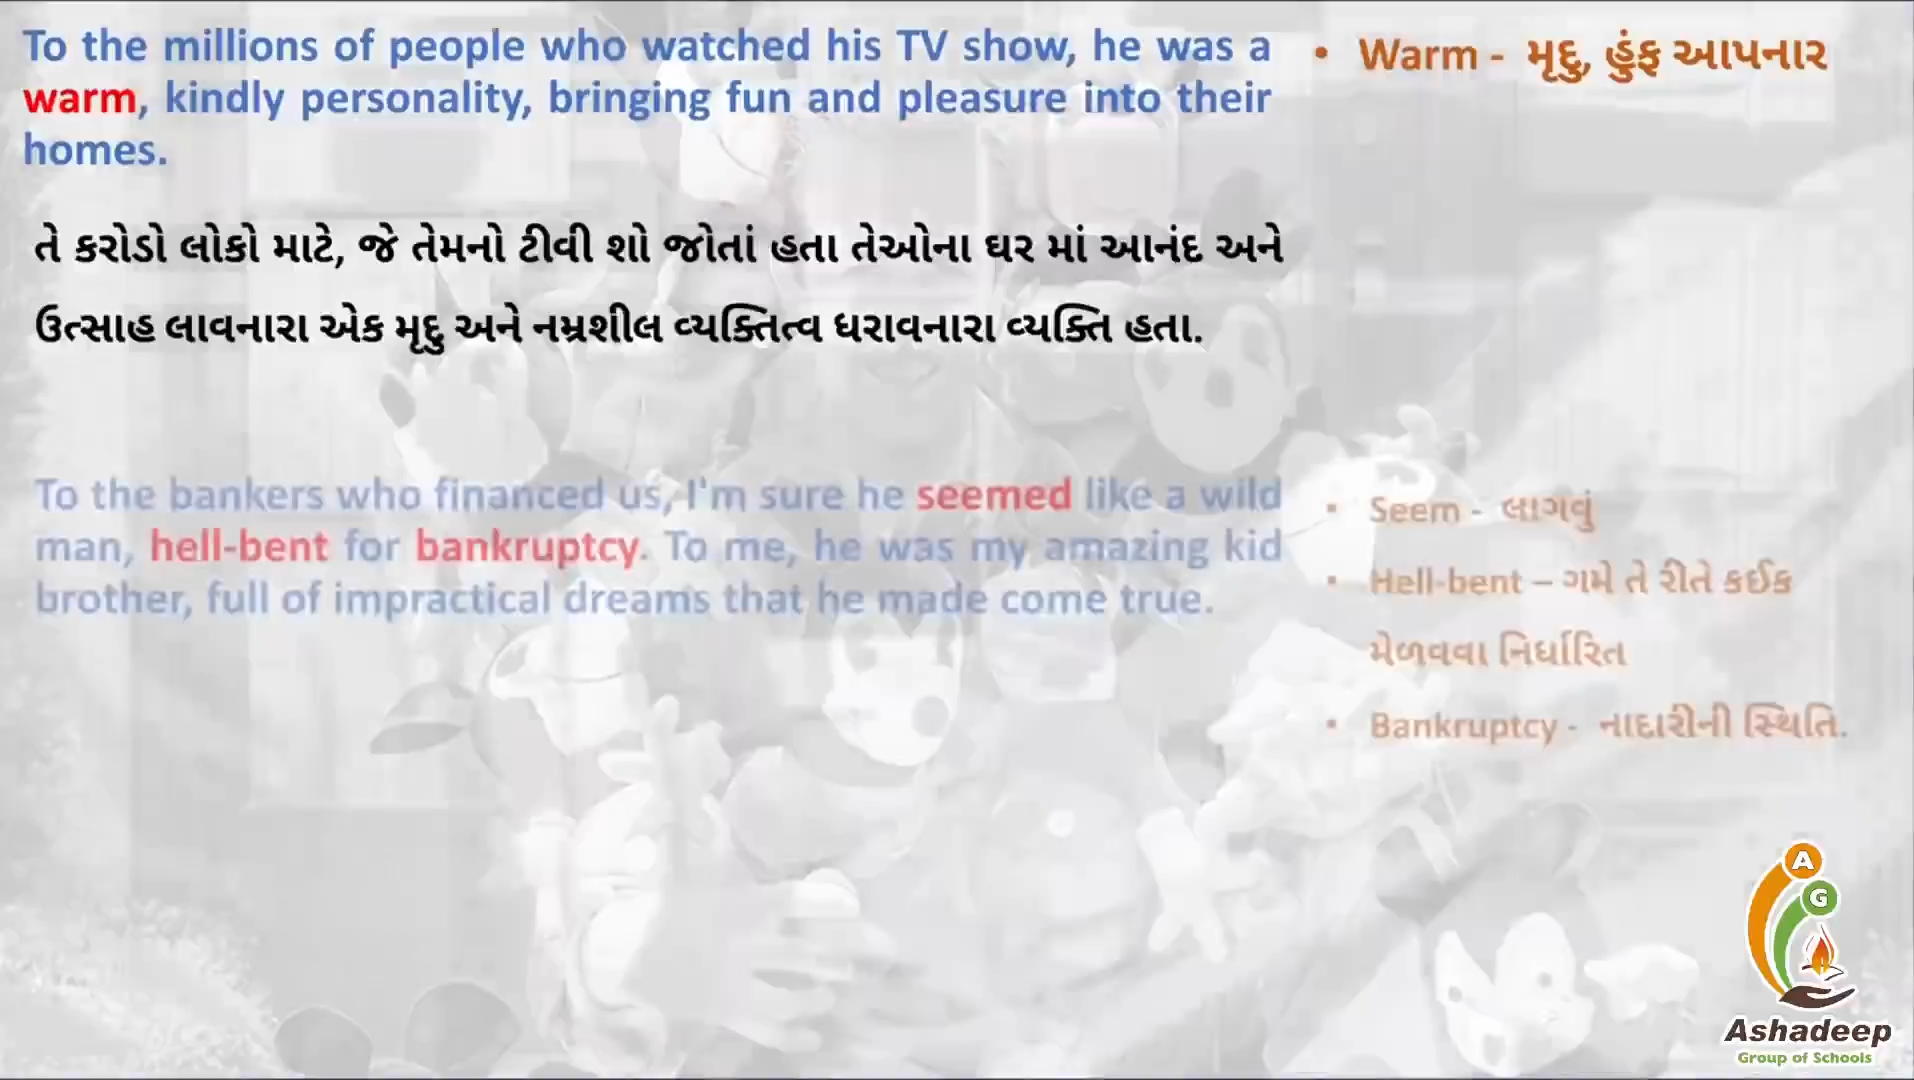 To the millions of people who watched his TV show, he was a
warm, kindly personality, bringing fun and pleasure into their
homes.
• Warm - મૃદુ, હુંફ આપનાર
તે કરોડો લોકો માટે, જે તેમનો ટીવી શો જોતાં હતા તેઓના ઘર માં આનંદ અને
ઉત્સાહ લાવનારા એક મૃદુ અને નમ્રશીલ વ્યક્તિત્વ ધરાવનારા વ્યક્તિ હતા.
To the bankers who financed us, I'm sure he seemed like a wild
man, hell-bent for bankruptcy. To me, he was my amazing kid
brother, full of impractical dreams that he made come true.
• Seem - લાગવું
• Hell-bent – ગમે તે રીતે કઈક
મેળવવા નિર્ધારિત
• Bankruptcy - નાદારીની સ્થિતિ.
A
G
Ashadeep
Group of Schools